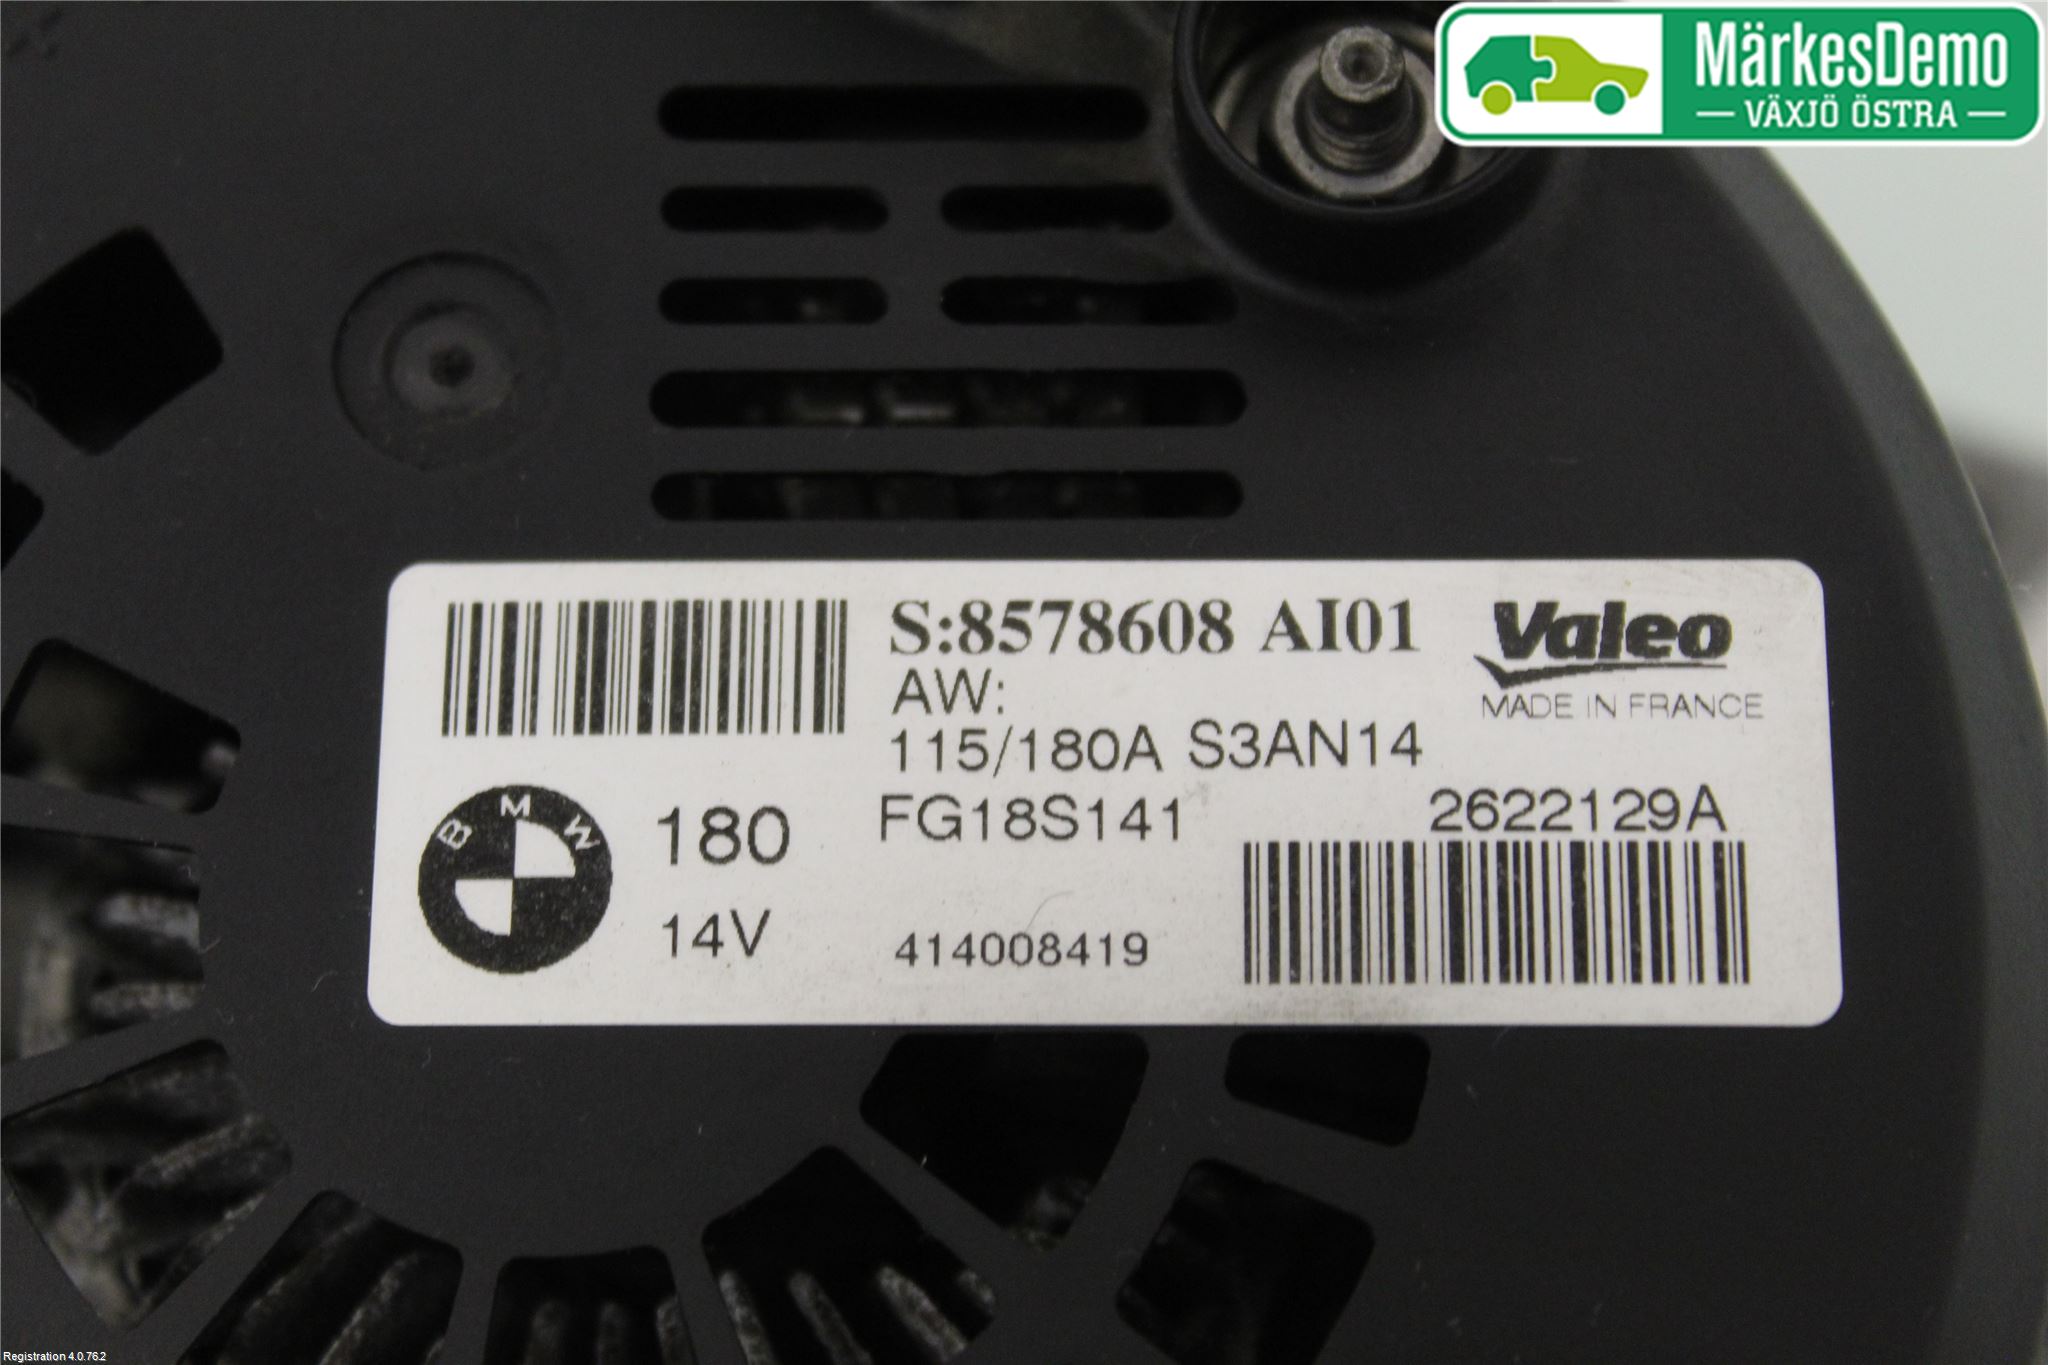 MärkesDemo
VÄXJÖ ÖSTRA
S:8578608 AI01
Valeo
AW:
MADE IN FRANCE
115/180A S3AN14
BMW
180
FG18S141
2622129A
14V
414008419
Registration 4.0.76.2